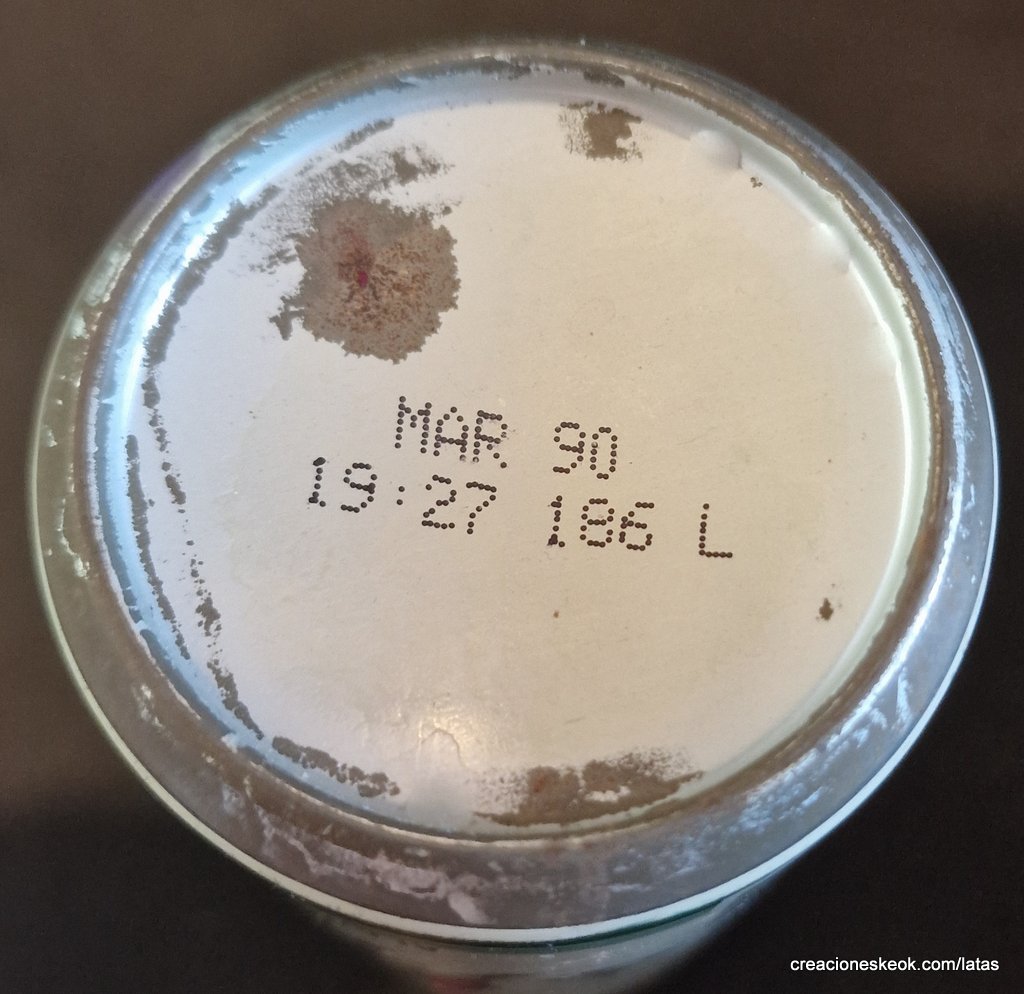 MAR 90
19:27 186 L
creacioneskeok.com/latas